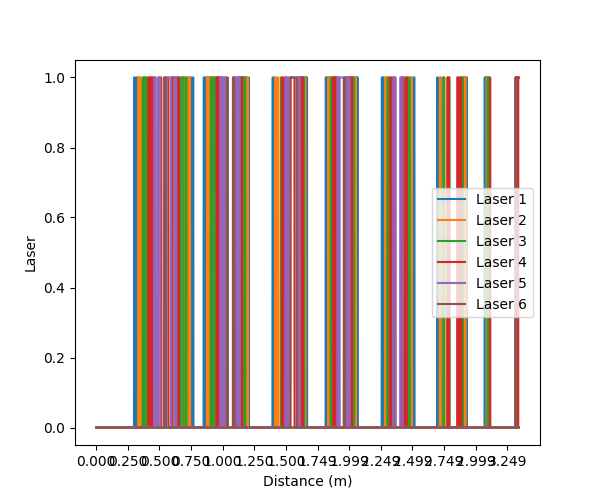 1.0
0.8
0.6
0.4
0.2
0.0
Laser
Laser 1
Laser 2
Laser 3
Laser 4
Laser 5
Laser 6
0.000 0.250 0.500 0.750 1.000 1.250 1.500 1.749 1.999 2.249 2.499 2.749 2.999 3.249
Distance (m)